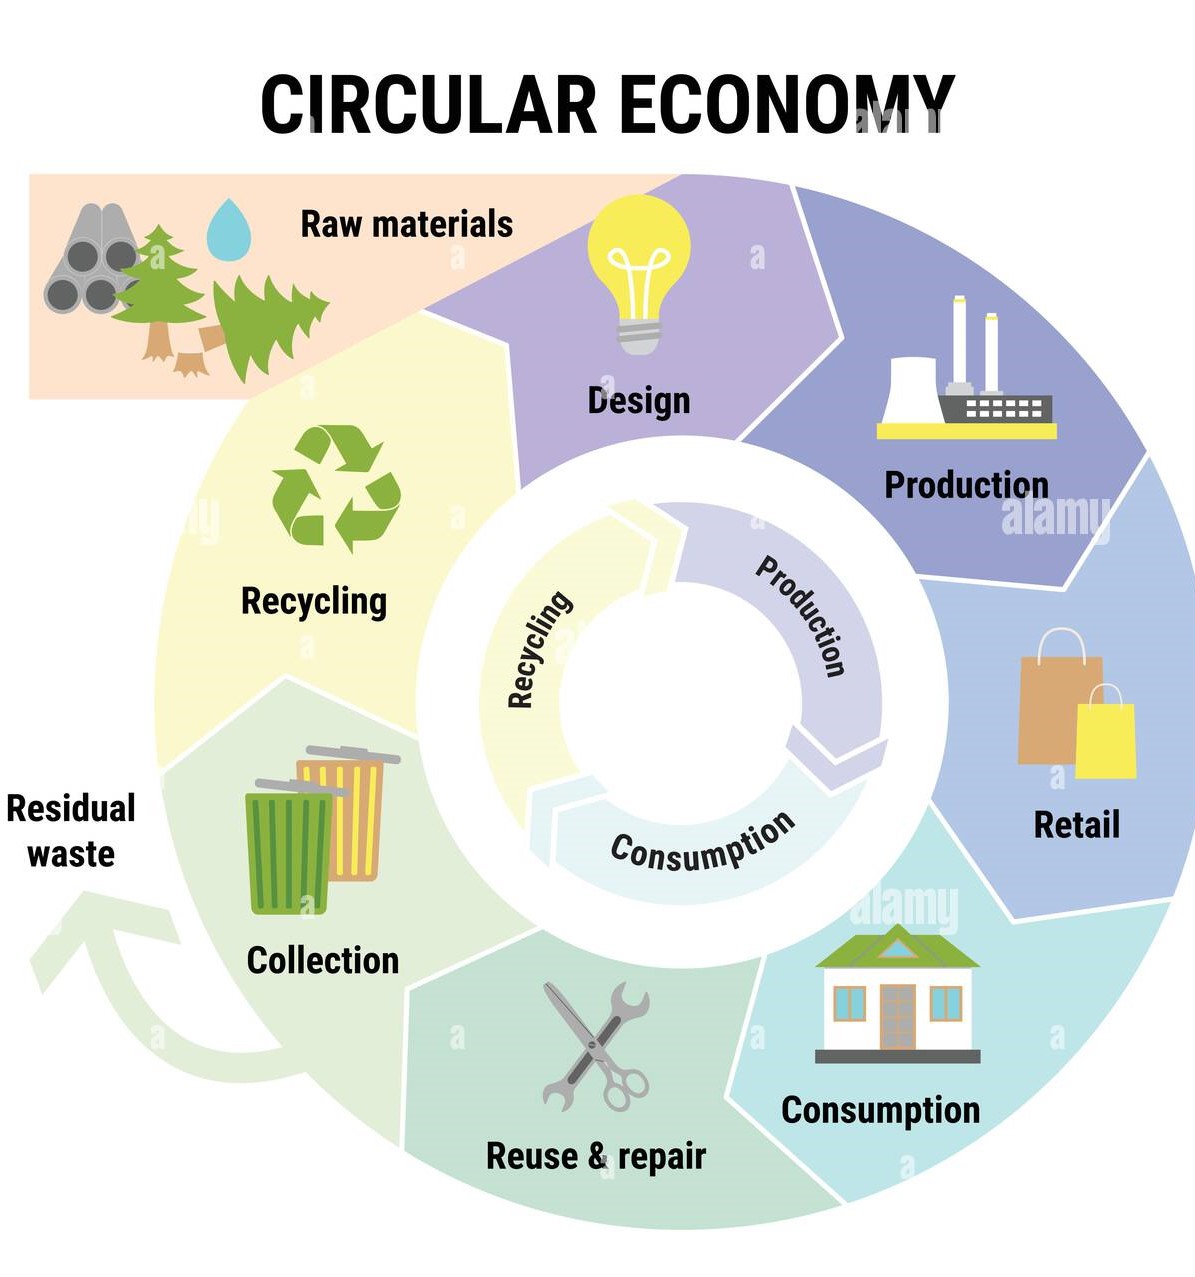 CIRCULAR ECONOMY
Raw materials
Design
Production
Retail
Consumption
Reuse & repair
Collection
Residual
waste
Recycling
Production
Consumption
Recycling
alamy
alamy
alamy